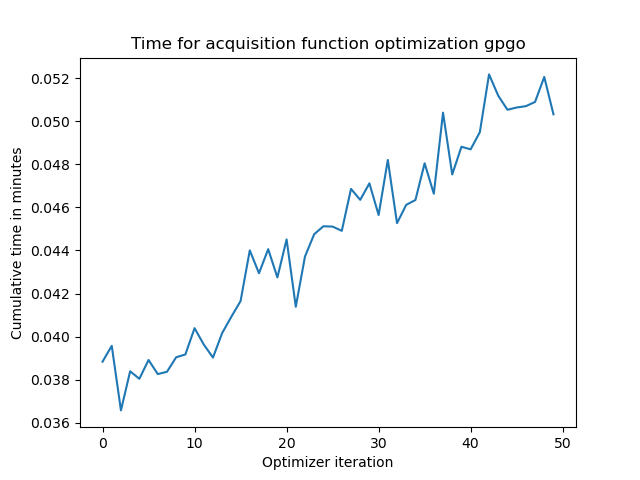 Time for acquisition function optimization gpgo
Cumulative time in minutes
0.052
0.050
0.048
0.046
0.044
0.042
0.040
0.038
0.036
0 10 20 30 40 50
Optimizer iteration